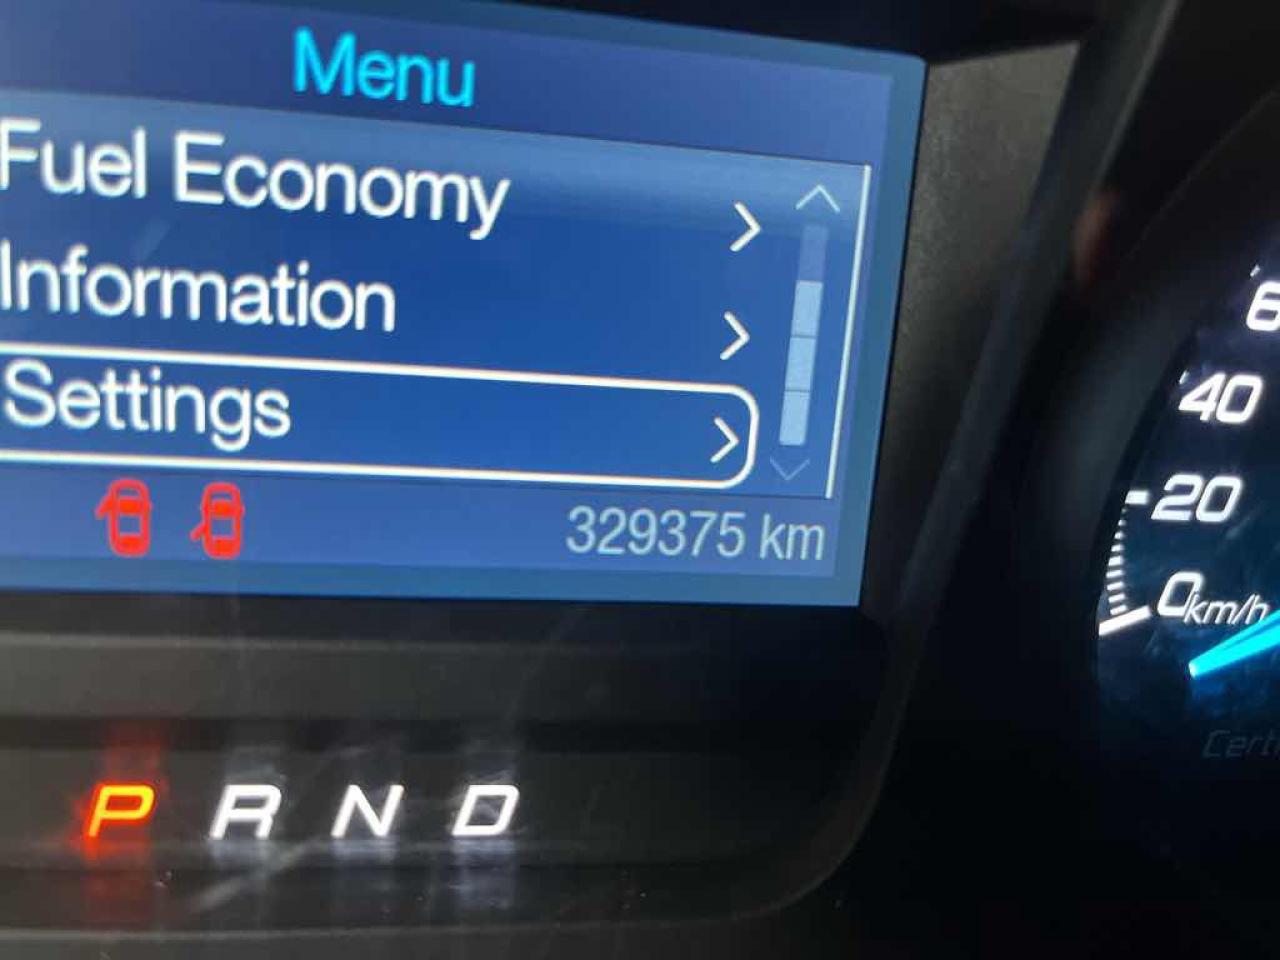 Menu
Fuel Economy
Information
Settings
329375 km
P R N D
40
20
0km/h